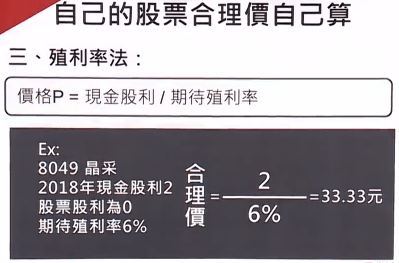 自己的股票合理價自己算
三、殖利率法：
價格P = 現金股利 / 期待殖利率
Ex:
8049 晶采
2018年現金股利2
股票股利為0
期待殖利率6%
合理價 = 2 / 6% =33.33元